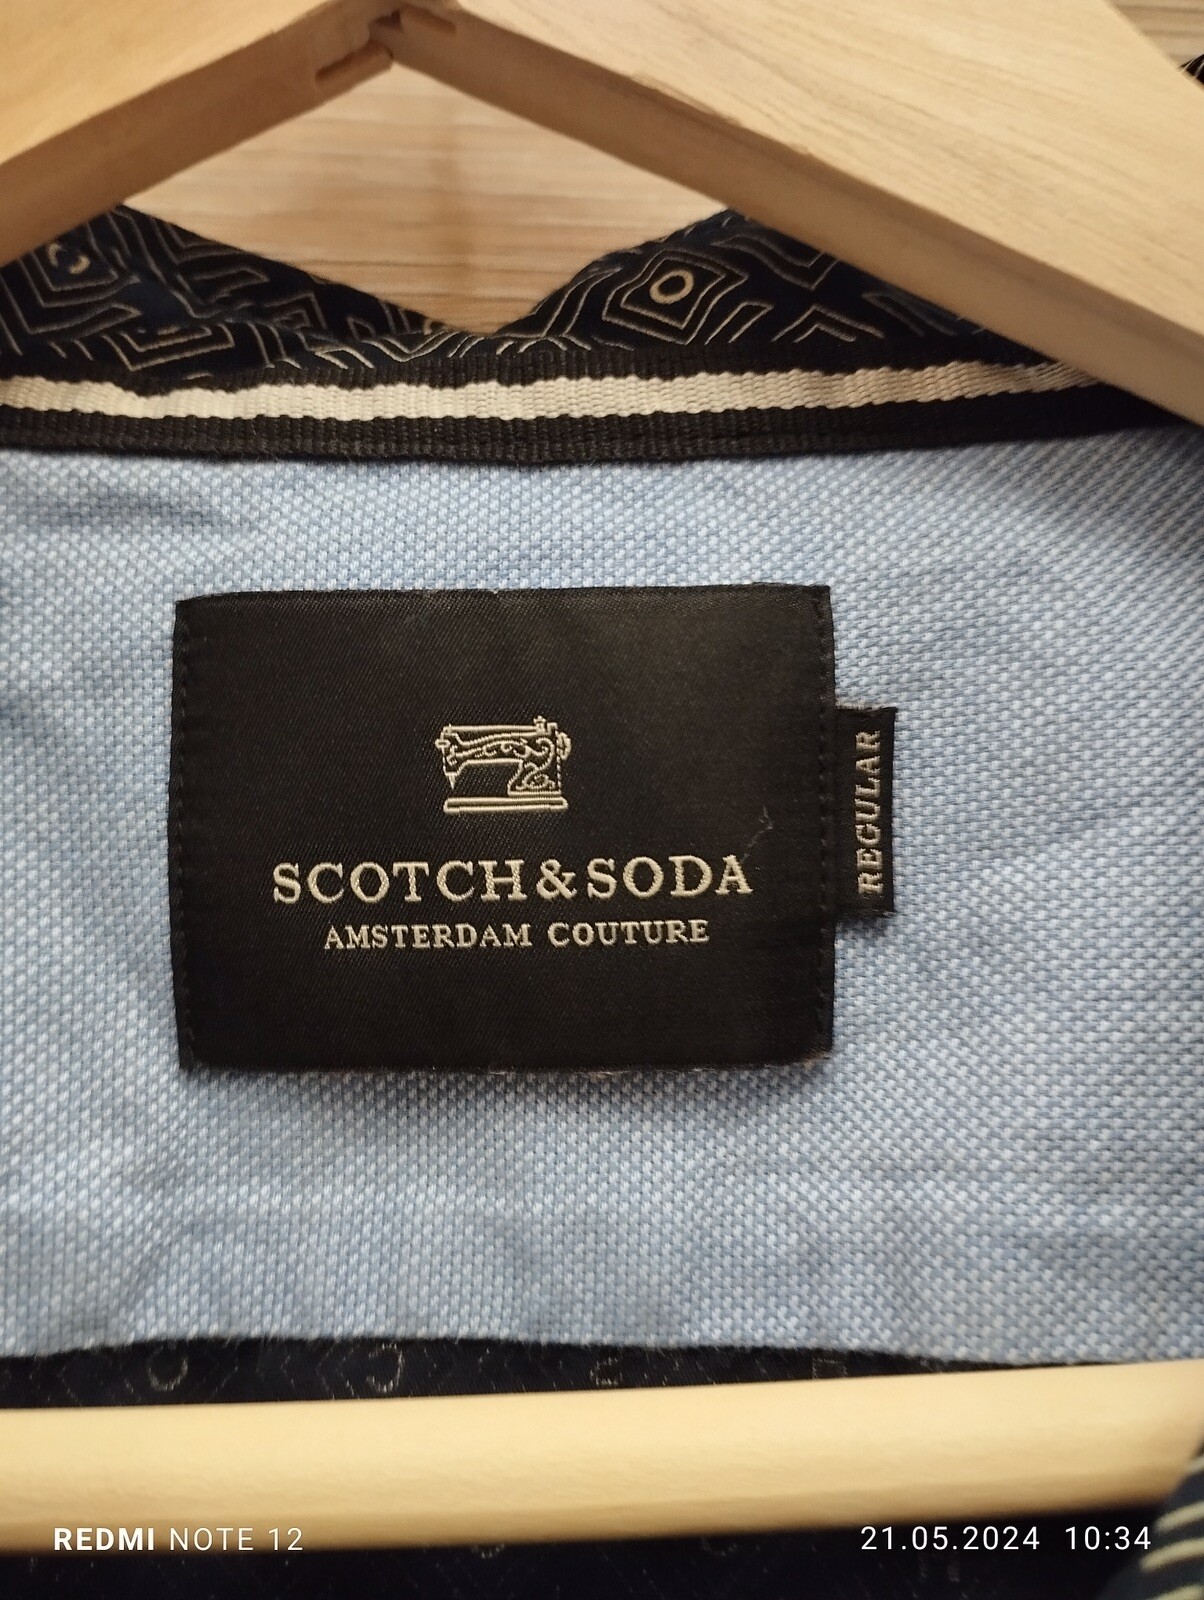 SCOTCH & SODA
AMSTERDAM COUTURE
REGULAR
REDMI NOTE 12
21.05.2024 10:34